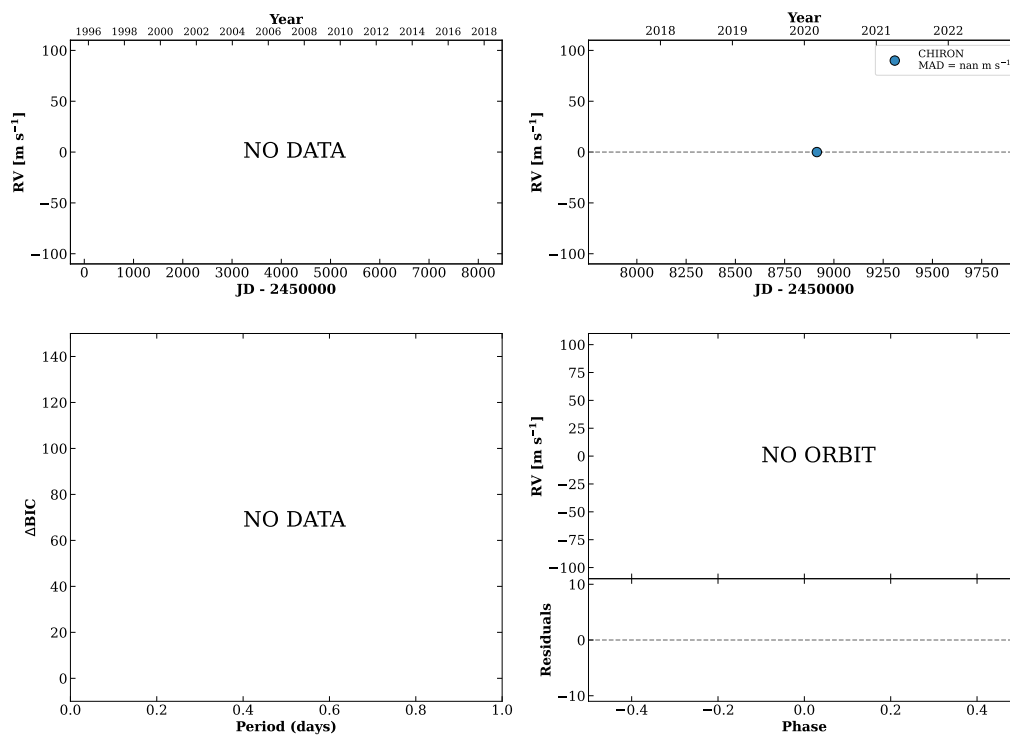 Year
1996 1998 2000 2002 2004 2006 2008 2010 2012 2014 2016 2018
RV [m s⁻¹]
100
50
0
−50
−100
NO DATA
0 1000 2000 3000 4000 5000 6000 7000 8000
JD - 2450000
Year
2018 2019 2020 2021 2022
RV [m s⁻¹]
100
50
0
−50
−100
CHIRON
MAD = nan m s⁻¹
8000 8250 8500 8750 9000 9250 9500 9750
JD - 2450000
ΔBIC
140
120
100
80
60
40
20
0
NO DATA
0.0 0.2 0.4 0.6 0.8 1.0
Period (days)
RV [m s⁻¹]
100
75
50
25
0
−25
−50
−75
−100
NO ORBIT
Residuals
10
0
−10
−0.4 −0.2 0.0 0.2 0.4
Phase